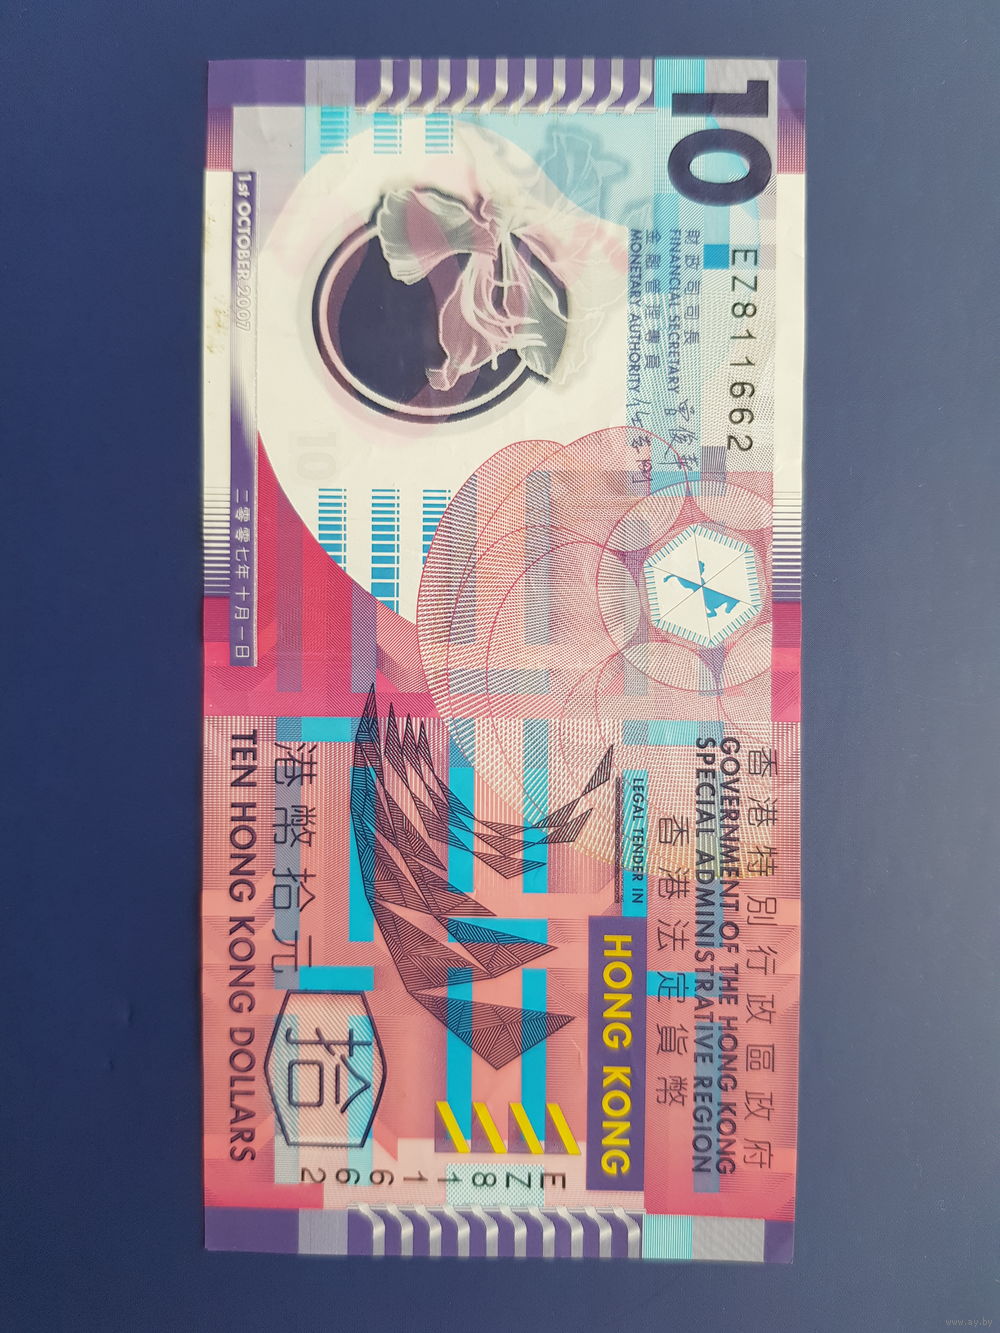 10
EZ811662
財政司司長
FINANCIAL SECRETARY
金融管理專員
MONETARY AUTHORITY
1st OCTOBER 2007
二零零七年十月一日
10
香港特別行政區政府
GOVERNMENT OF THE HONG KONG
SPECIAL ADMINISTRATIVE REGION
香港法定貨幣
LEGAL TENDER IN
HONG KONG
港幣拾元
TEN HONG KONG DOLLARS
拾
EZ811662
www.ay.by